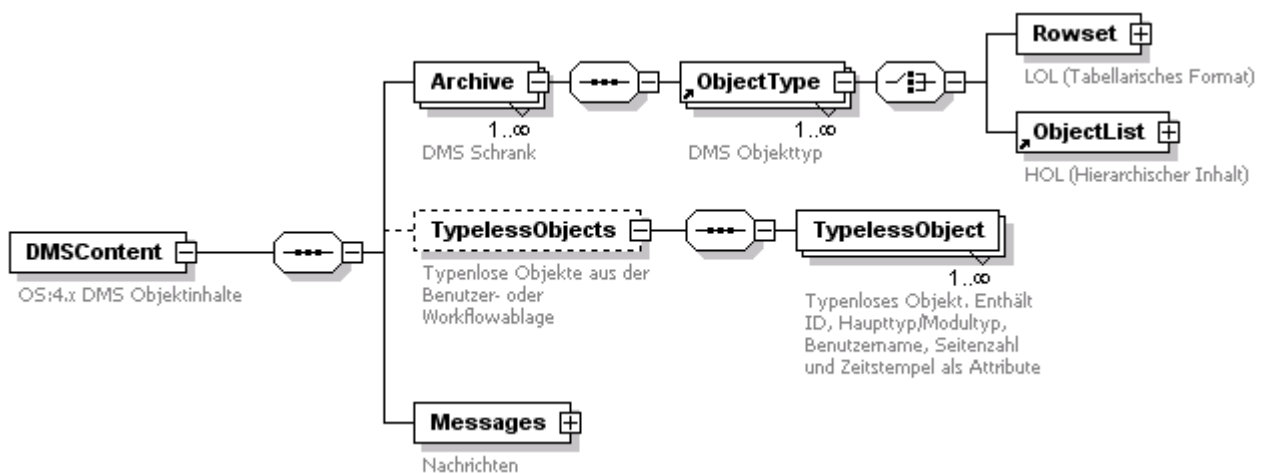 Rowset
LOL (Tabellarisches Format)
Archive
1..∞
DMS Schrank
ObjectType
1..∞
DMS Objekttyp
ObjectList
HOL (Hierarchischer Inhalt)
DMSContent
OS:4.x DMS Objektinhalte
TypelessObjects
Typenlose Objekte aus der
Benutzer- oder
Workflowablage
TypelessObject
1..∞
Typenloses Objekt. Enthält
ID, Haupttyp/Modultyp,
Benutzername, Seitenzahl
und Zeitstempel als Attribute
Messages
Nachrichten